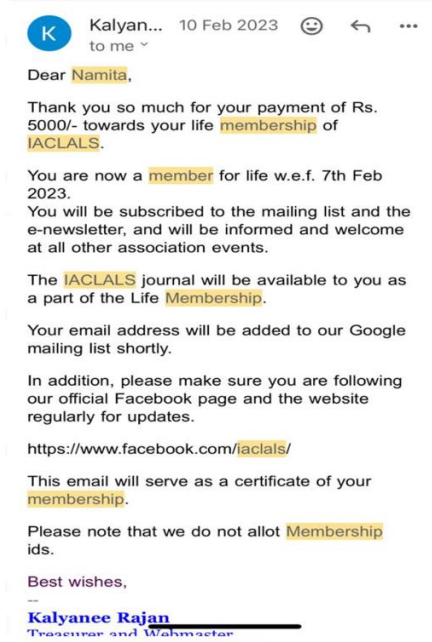 K
Kalyan... 10 Feb 2023
to me
Dear Namita,
Thank you so much for your payment of Rs.
5000/- towards your life membership of
IACLALS.
You are now a member for life w.e.f. 7th Feb
2023.
You will be subscribed to the mailing list and the
e-newsletter, and will be informed and welcome
at all other association events.
The IACLALS journal will be available to you as
a part of the Life Membership.
Your email address will be added to our Google
mailing list shortly.
In addition, please make sure you are following
our official Facebook page and the website
regularly for updates.
https://www.facebook.com/iaclals/
This email will serve as a certificate of your
membership.
Please note that we do not allot Membership
ids.
Best wishes,
--
Kalyanee Rajan
Treasurer and Webmaster